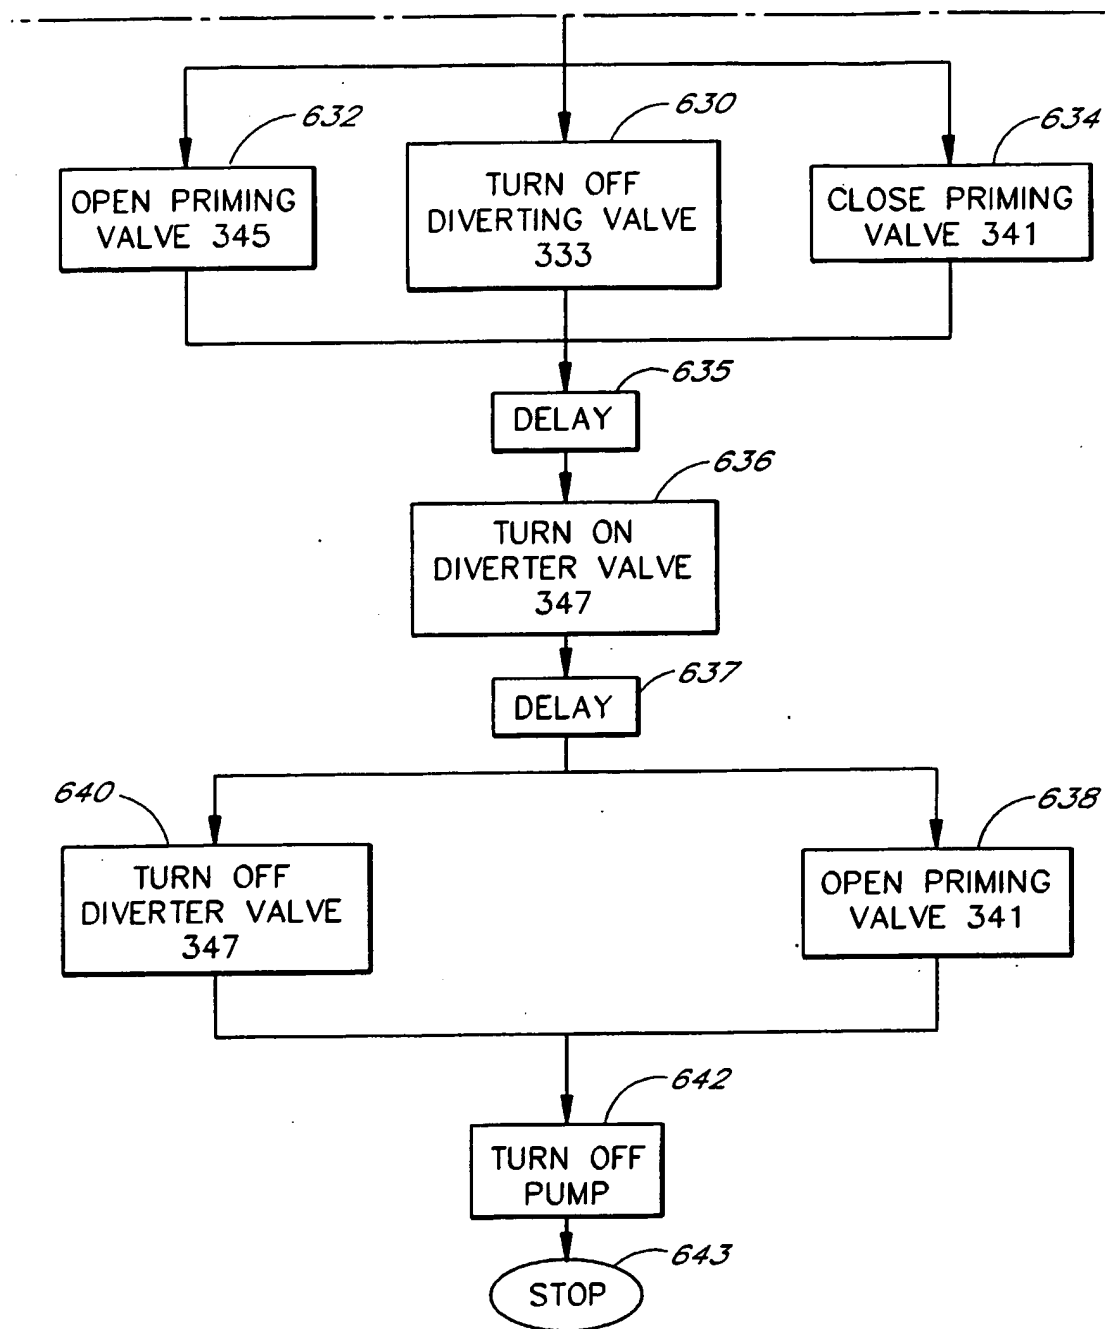 632
630
634
OPEN PRIMING
VALVE 345
TURN OFF
DIVERTING VALVE
333
CLOSE PRIMING
VALVE 341
635
DELAY
636
TURN ON
DIVERTER VALVE
347
637
DELAY
640
638
TURN OFF
DIVERTER VALVE
347
OPEN PRIMING
VALVE 341
642
TURN OFF
PUMP
643
STOP